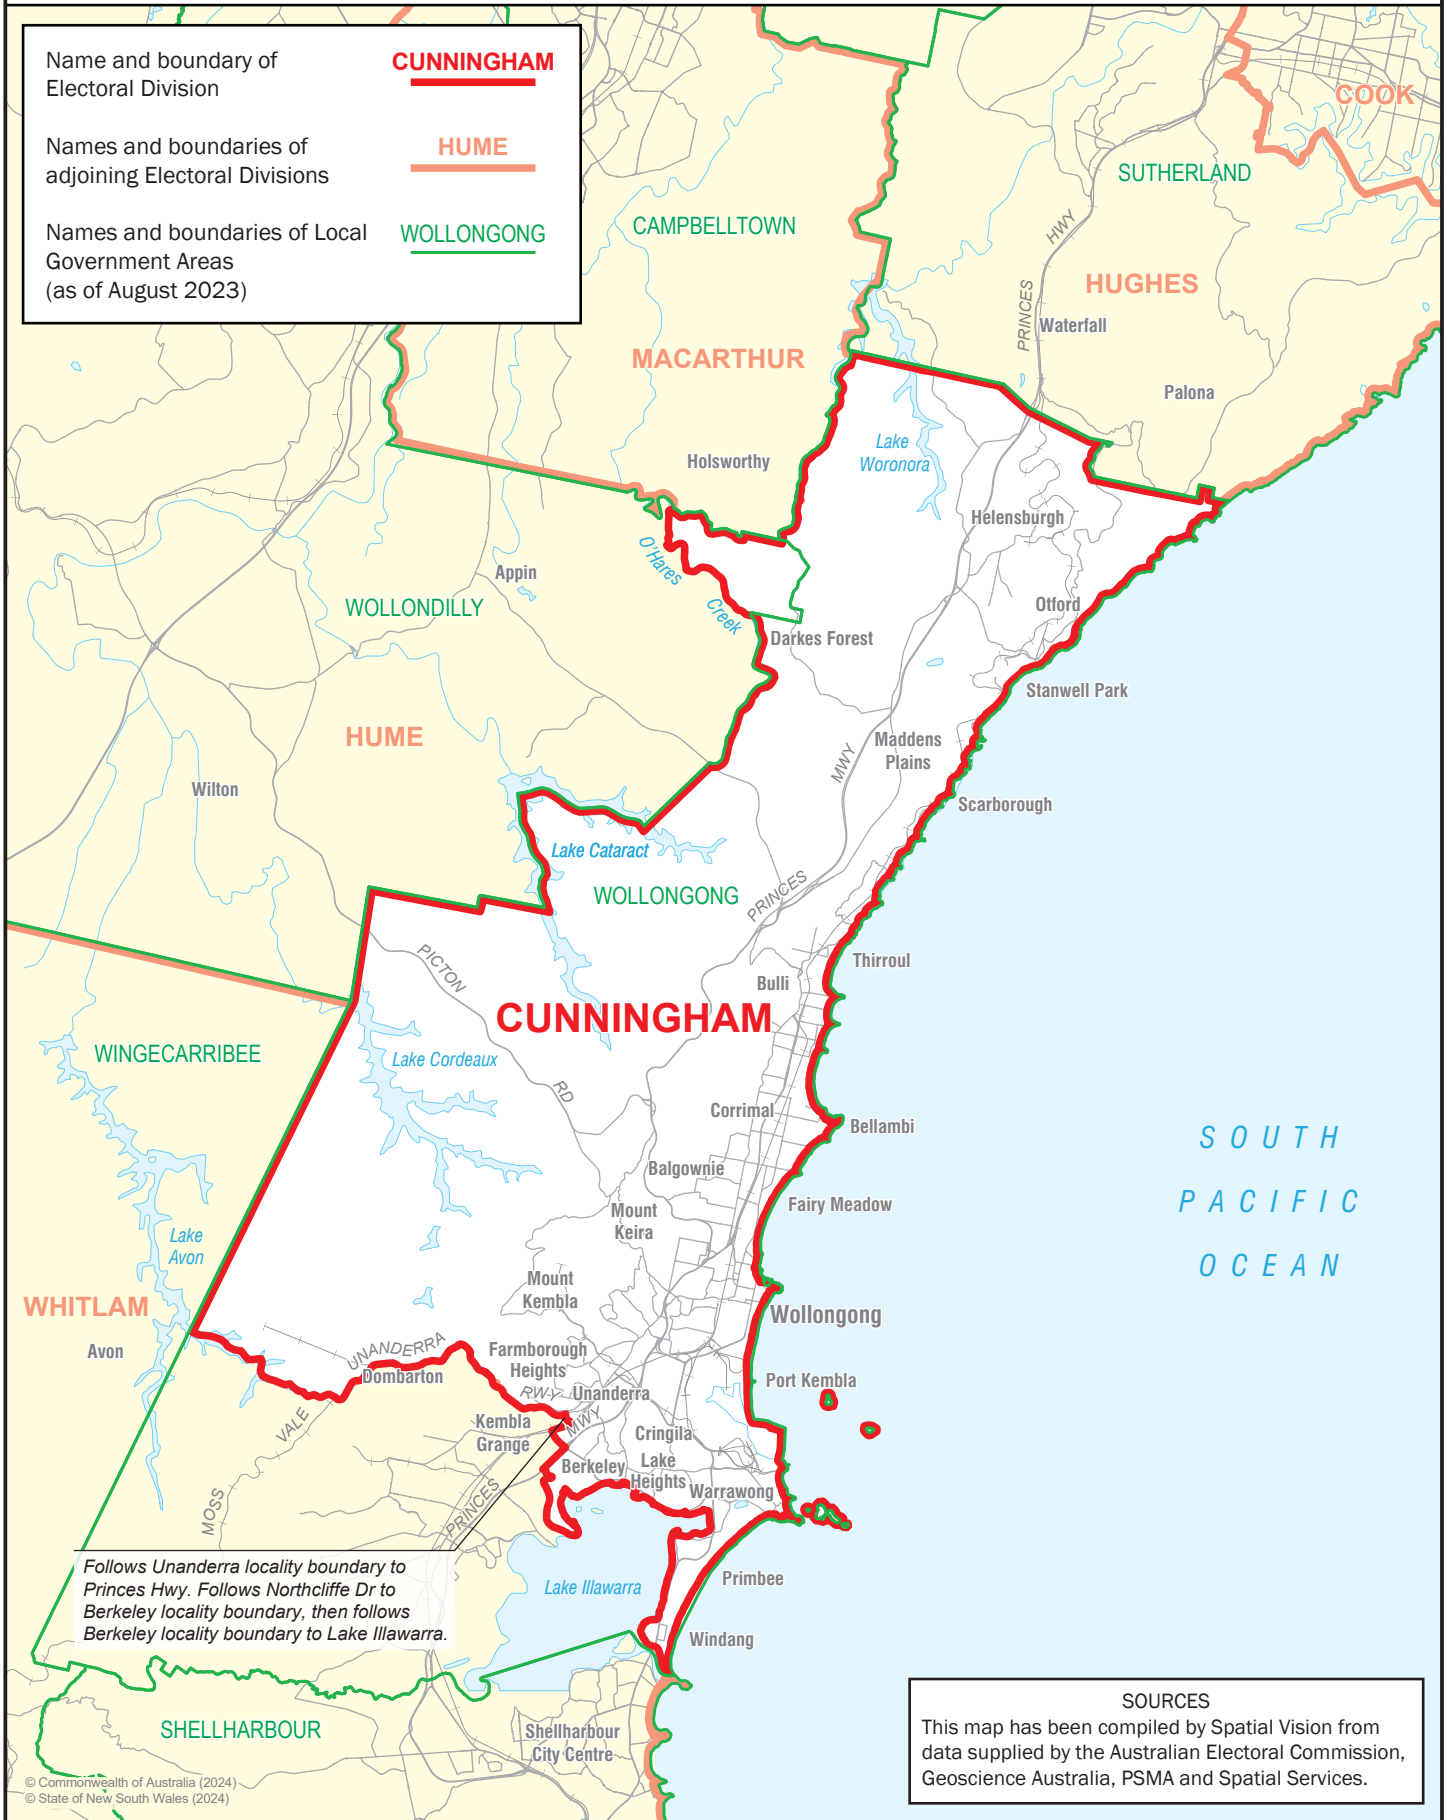 Name and boundary of
Electoral Division
CUNNINGHAM
Names and boundaries of
adjoining Electoral Divisions
HUME
Names and boundaries of Local
Government Areas
(as of August 2023)
WOLLONGONG
COOK
SUTHERLAND
CAMPBELLTOWN
HWY
HUGHES
PRINCES
Waterfall
MACARTHUR
Palona
Lake
Woronora
Holsworthy
Helensburgh
O'Hares
Creek
Appin
WOLLONDILLY
Otford
Darkes Forest
Stanwell Park
HUME
Maddens
Plains
MWY
Wilton
Scarborough
Lake Cataract
WOLLONGONG
PRINCES
PICTON
Thirroul
Bulli
CUNNINGHAM
WINGECARRIBEE
Lake Cordeaux
RD
Corrimal
Bellambi
SOUTH
PACIFIC
OCEAN
Balgownie
Fairy Meadow
Mount
Keira
Lake
Avon
Mount
Kembla
WHITLAM
Wollongong
Avon
UNANDERRA
Farmborough
Heights
Dombarton
Port Kembla
RWY
Unanderra
VALE
Kembla
Grange
MWY
Cringila
Berkeley
Lake
Heights
Warrawong
MOSS
PRINCES
Follows Unanderra locality boundary to
Princes Hwy. Follows Northcliffe Dr to
Berkeley locality boundary, then follows
Berkeley locality boundary to Lake Illawarra.
Lake Illawarra
Primbee
Windang
SHELLHARBOUR
Shellharbour
City Centre
SOURCES
This map has been compiled by Spatial Vision from
data supplied by the Australian Electoral Commission,
Geoscience Australia, PSMA and Spatial Services.
© Commonwealth of Australia (2024)
© State of New South Wales (2024)